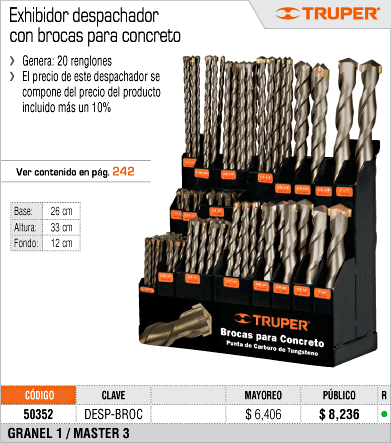 Exhibidor despachador
con brocas para concreto
TRUPER®
Genera: 20 renglones
El precio de este despachador se
compone del precio del producto
incluido más un 10%
Ver contenido en pág. 242
Base: 26 cm
Altura: 33 cm
Fondo: 12 cm
TRUPER
Brocas para Concreto
Punta de Carburo de Tungsteno
CÓDIGO CLAVE MAYOREO PÚBLICO R
50352 DESP-BROC $ 6,406 $ 8,236
GRANEL 1 / MASTER 3